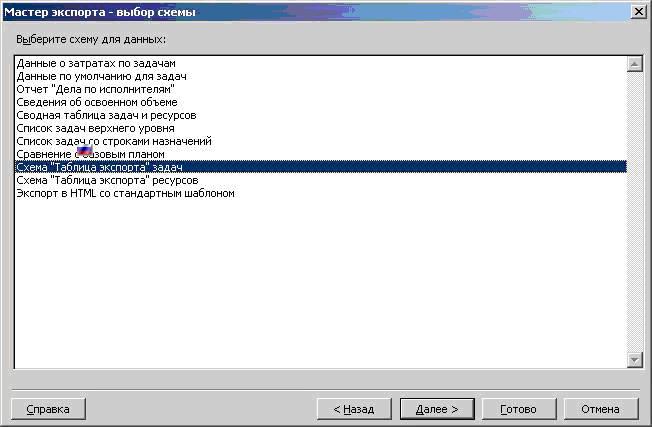 Мастер экспорта - выбор схемы
Выберите схему для данных:
Данные о затратах по задачам
Данные по умолчанию для задач
Отчет "Дела по исполнителям"
Сведения об освоенном объеме
Сводная таблица задач и ресурсов
Список задач верхнего уровня
Список задач со строками назначений
Сравнение с базовым планом
Схема "Таблица экспорта" задач
Схема "Таблица экспорта" ресурсов
Экспорт в HTML со стандартным шаблоном
Справка
< Назад
Далее >
Готово
Отмена